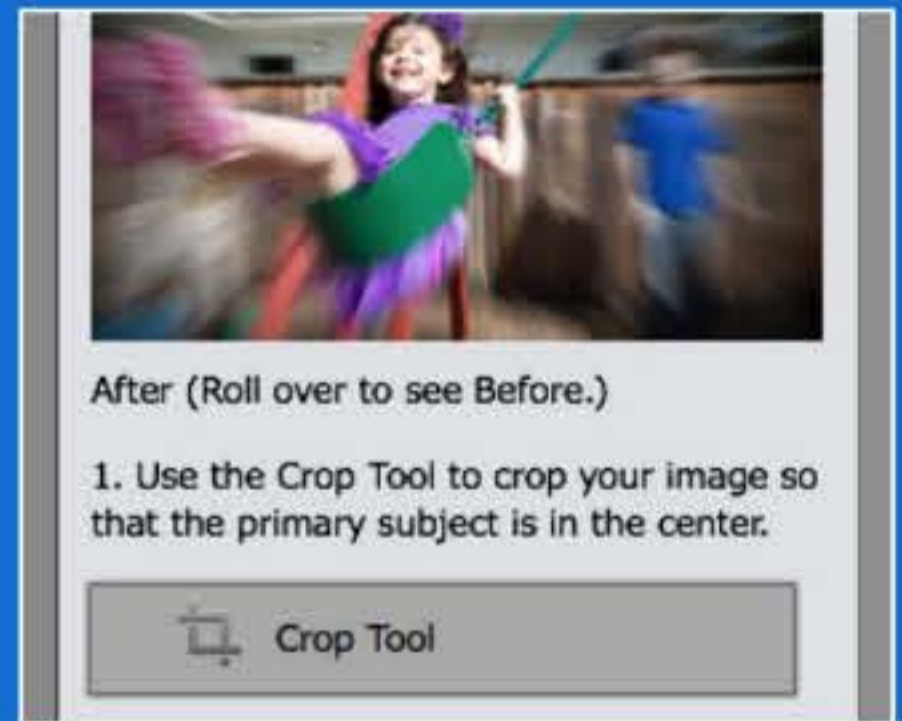 After (Roll over to see Before.)
1. Use the Crop Tool to crop your image so
that the primary subject is in the center.
Crop Tool